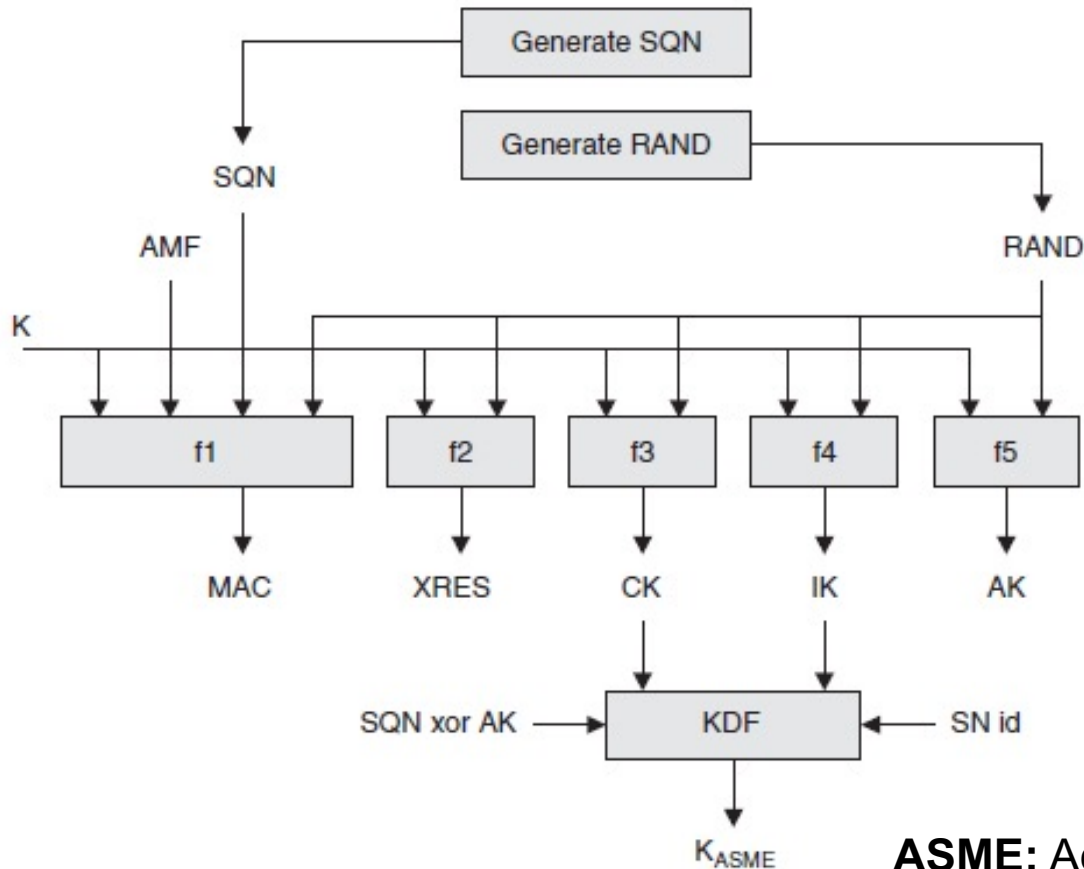 Generate SQN
Generate RAND
SQN
AMF
RAND
K
f1 f2 f3 f4 f5
MAC XRES CK IK AK
SQN xor AK KDF SN id
K_ASME
ASME: